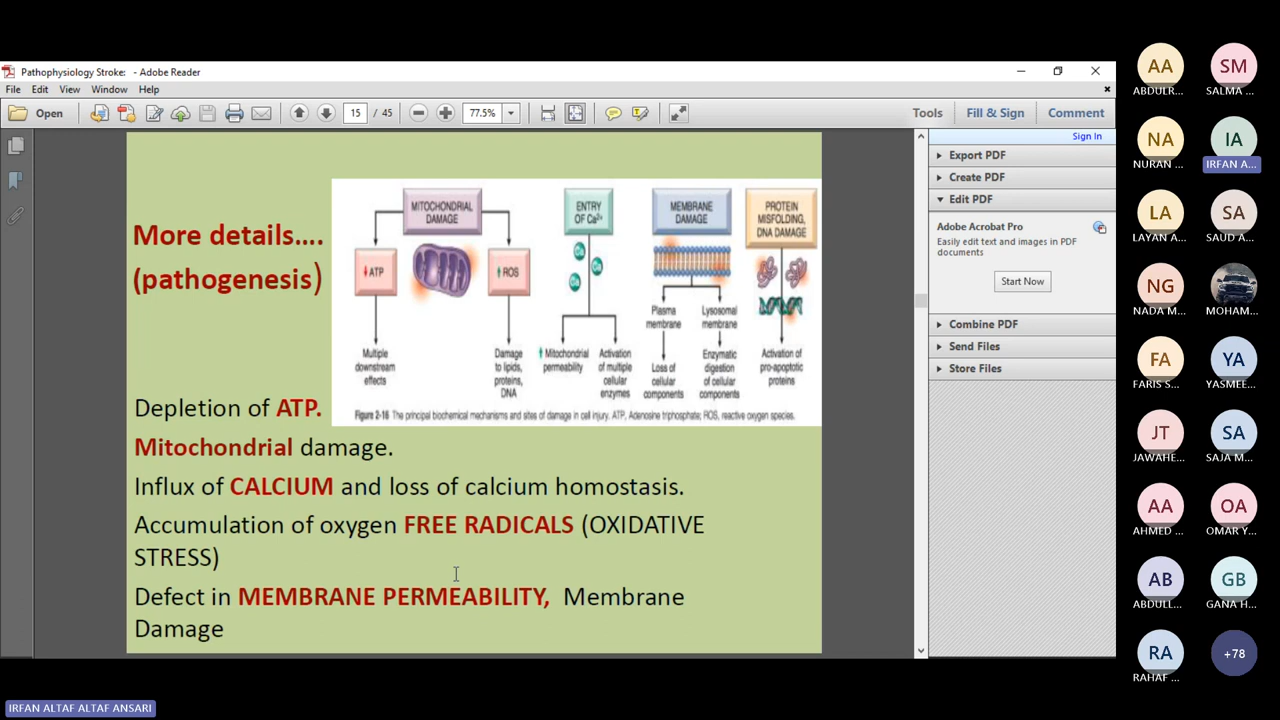 Pathophysiology Stroke: - Adobe Reader
File Edit View Window Help
Open
15 / 45
77.5%
Tools
Fill & Sign
Comment
Sign In
Export PDF
Create PDF
Edit PDF
Adobe Acrobat Pro
Easily edit text and images in PDF
documents
Start Now
Combine PDF
Send Files
Store Files
More details....
(pathogenesis)
MITOCHONDRIAL
DAMAGE
ATP
ROS
Multiple
downstream
effects
Damage
to lipids,
proteins,
DNA
ENTRY
OF Ca2+
Ca
Ca
Ca
Mitochondrial
permeability
Activation
of multiple
cellular
enzymes
MEMBRANE
DAMAGE
Plasma
membrane
Lysosomal
membrane
Loss of
cellular
components
Enzymatic
digestion
of cellular
components
PROTEIN
MISFOLDING,
DNA DAMAGE
Activation of
pro-apoptotic
proteins
Figure 2-16 The principal biochemical mechanisms and sites of damage in cell injury. ATP, Adenosine triphosphate; ROS, reactive oxygen species.
Depletion of ATP.
Mitochondrial damage.
Influx of CALCIUM and loss of calcium homostasis.
Accumulation of oxygen FREE RADICALS (OXIDATIVE
STRESS)
Defect in MEMBRANE PERMEABILITY, Membrane
Damage
AA
ABDULR...
SM
SALMA ...
NA
NURAN ...
IA
IRFAN A...
LA
LAYAN A...
SA
SAUD A...
NG
NADA M...
MOHAM...
FA
FARIS S...
YA
YASMEE...
JT
JAWAHE...
SA
SAJA M...
AA
AHMED ...
OA
OMAR Y...
AB
ABDULL...
GB
GANA H...
RA
RAHAF ...
+78
IRFAN ALTAF ALTAF ANSARI